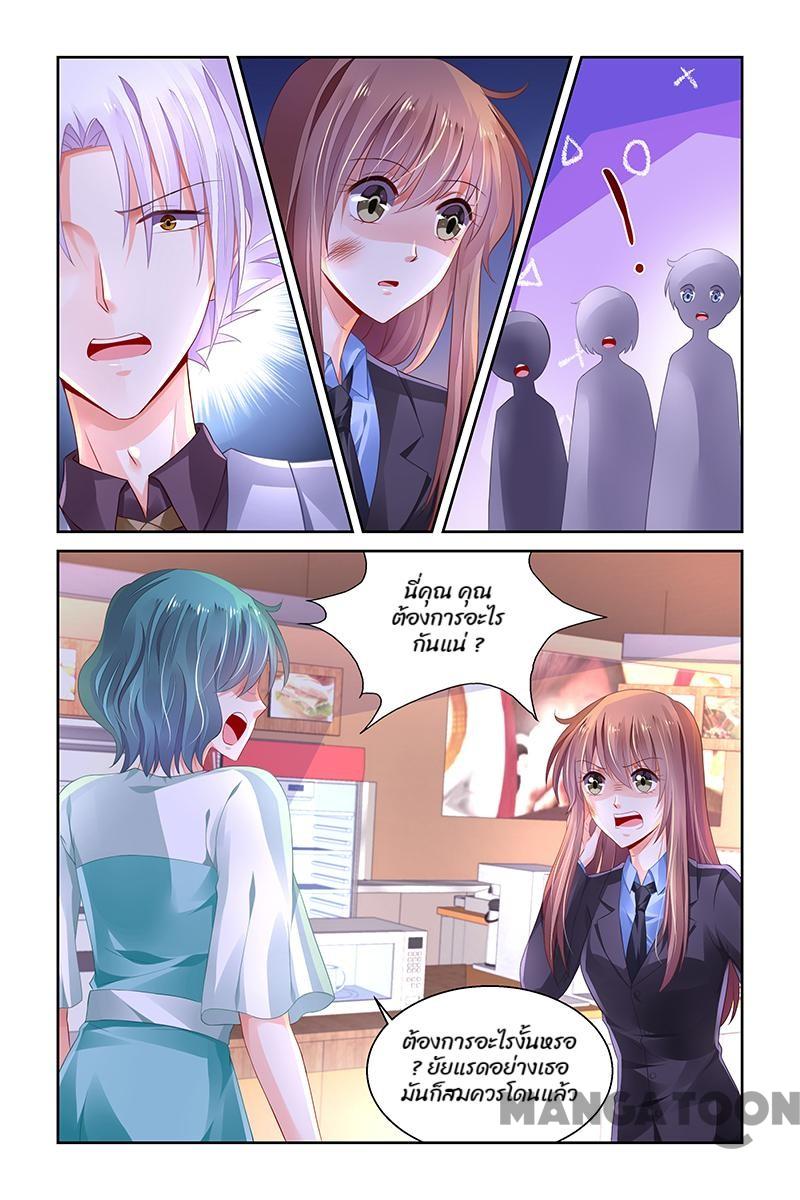 นี่คุณ คุณ
ต้องการอะไร
กันแน่ ?
ต้องการอะไรงั้นหรอ
? ยัยแรดอย่างเธอ
มันก็สมควรโดนแล้ว
MANGATOON